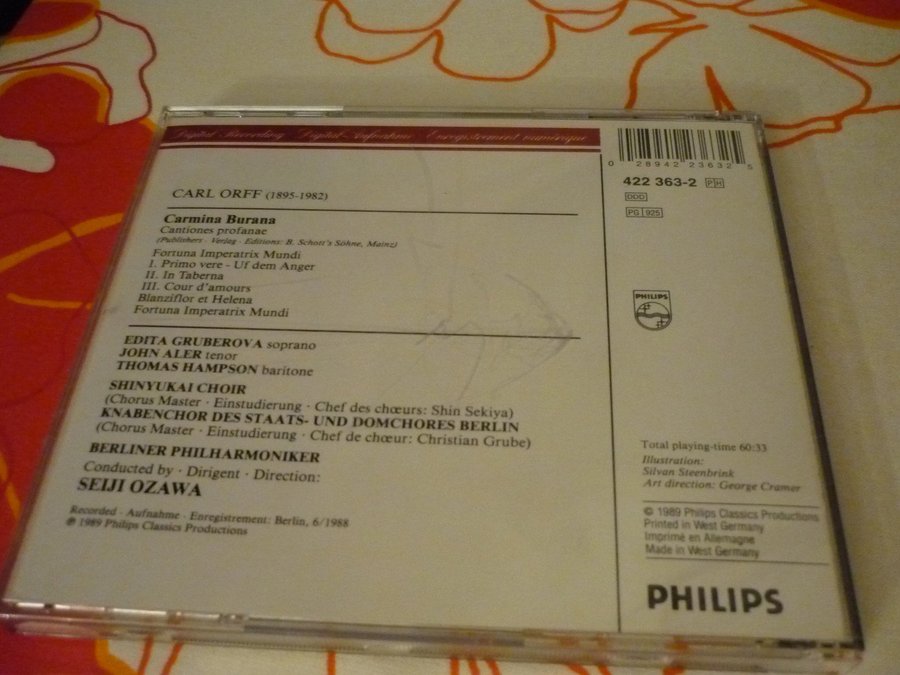 Digital Recording · Digital-Aufnahme · Enregistrement numérique
CARL ORFF (1895-1982)
Carmina Burana
Cantiones profanae
(Publishers · Verlag · Editions: B. Schott's Söhne, Mainz)
Fortuna Imperatrix Mundi
I. Primo vere - Uf dem Anger
II. In Taberna
III. Cour d'amours
Blanziflor et Helena
Fortuna Imperatrix Mundi
EDITA GRUBEROVA soprano
JOHN ALER tenor
THOMAS HAMPSON baritone
SHINYUKAI CHOIR
(Chorus Master · Einstudierung · Chef des chœurs: Shin Sekiya)
KNABENCHOR DES STAATS- UND DOMCHORES BERLIN
(Chorus Master · Einstudierung · Chef de chœur: Christian Grube)
BERLINER PHILHARMONIKER
Conducted by · Dirigent · Direction:
SEIJI OZAWA
Recorded · Aufnahme · Enregistrement: Berlin, 6/1988
℗ 1989 Philips Classics Productions
0 28942 23632 5
422 363-2 PH
DDD
PG 925
PHILIPS
Total playing-time 60:33
Illustration:
Silvan Steenbrink
Art direction: George Cramer
© 1989 Philips Classics Productions
Printed in West Germany
Imprimé en Allemagne
Made in West Germany
PHILIPS